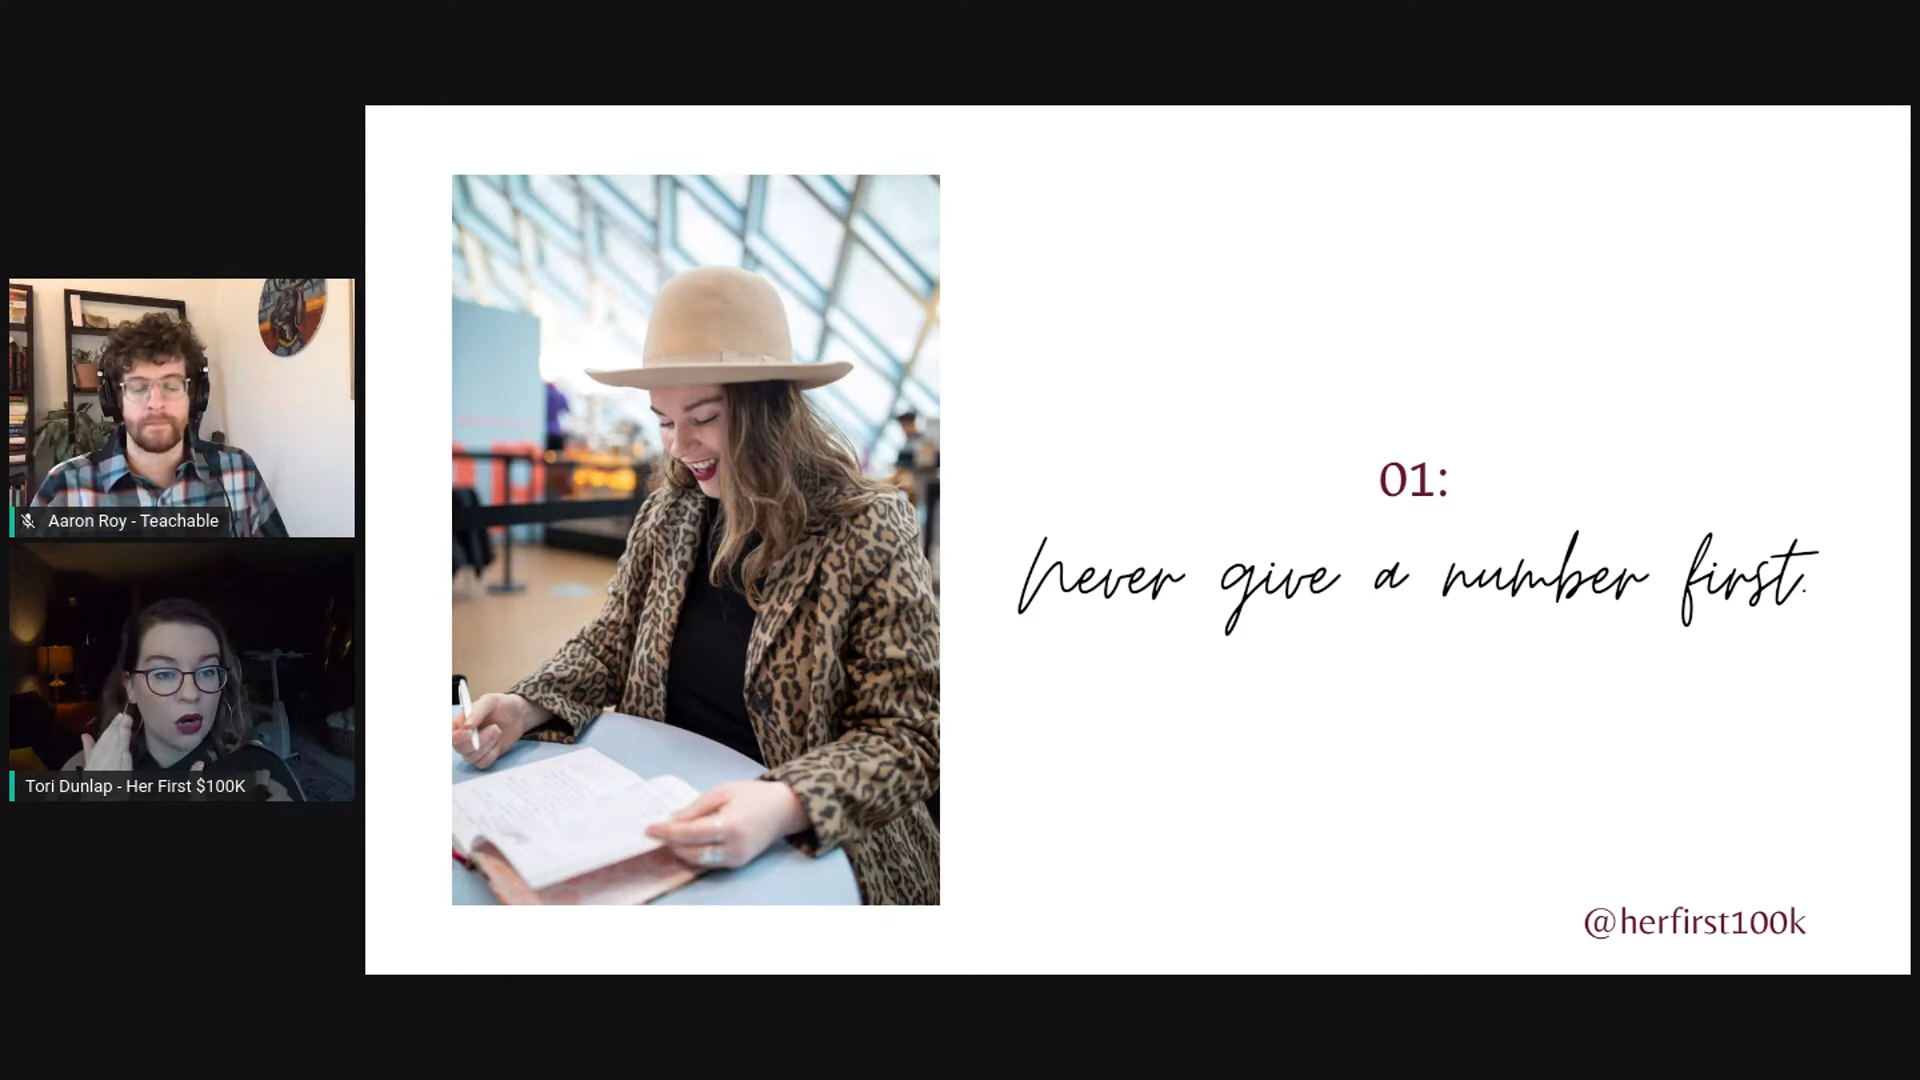 Aaron Roy - Teachable
Tori Dunlap - Her First $100K
01:
Never give a number first.
@herfirst100k